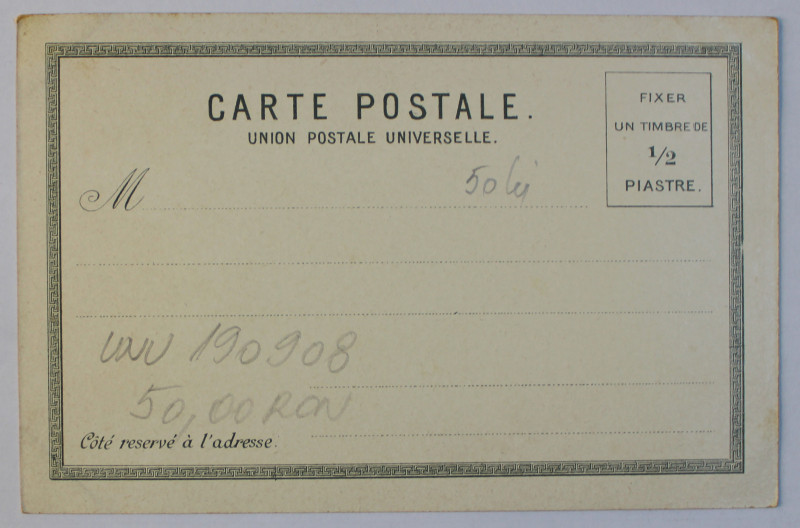 CARTE POSTALE.
UNION POSTALE UNIVERSELLE.
FIXER
UN TIMBRE DE
1/2
PIASTRE.
M
50 lei
190908
50,00 RON
Côté reservé à l'adresse.